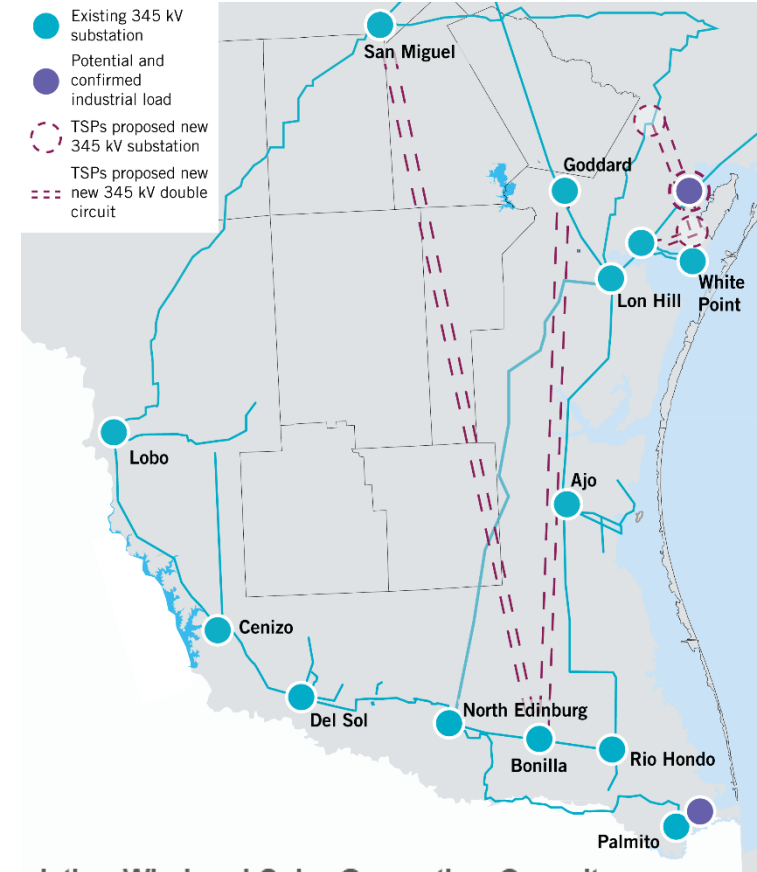 Existing 345 kV
substation
Potential and
confirmed
industrial load
TSPs proposed new
345 kV substation
TSPs proposed new
new 345 kV double
circuit
San Miguel
Goddard
White
Point
Lon Hill
Lobo
Ajo
Cenizo
Del Sol
North Edinburg
Bonilla
Rio Hondo
Palmito